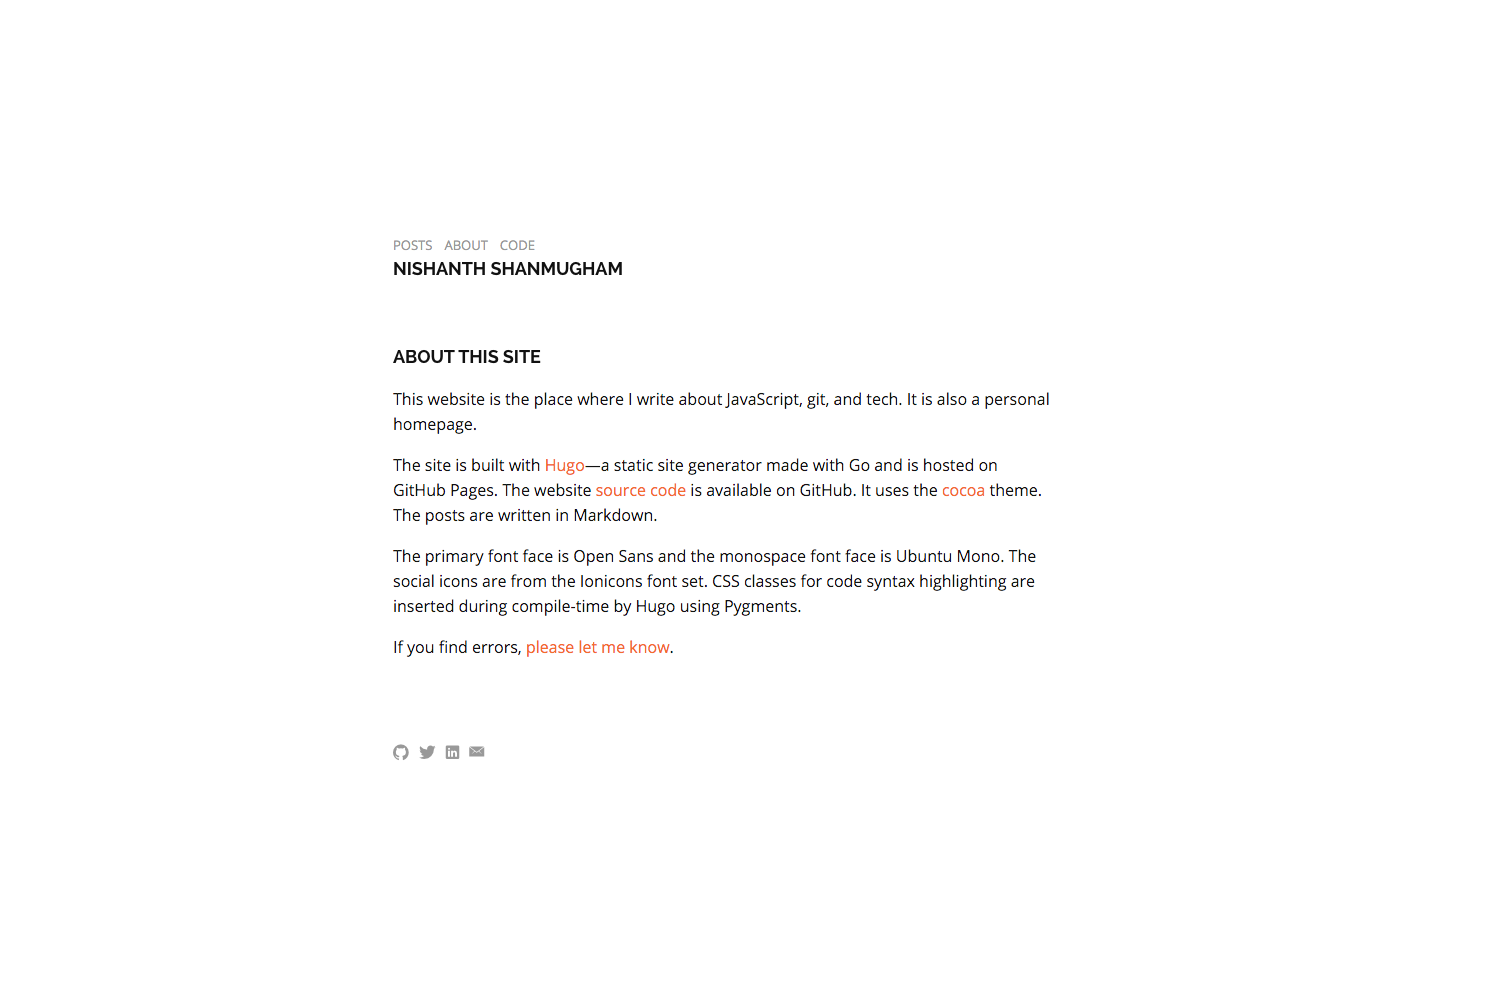 POSTS ABOUT CODE
NISHANTH SHANMUGHAM
ABOUT THIS SITE
This website is the place where I write about JavaScript, git, and tech. It is also a personal
homepage.
The site is built with Hugo—a static site generator made with Go and is hosted on
GitHub Pages. The website source code is available on GitHub. It uses the cocoa theme.
The posts are written in Markdown.
The primary font face is Open Sans and the monospace font face is Ubuntu Mono. The
social icons are from the Ionicons font set. CSS classes for code syntax highlighting are
inserted during compile-time by Hugo using Pygments.
If you find errors, please let me know.